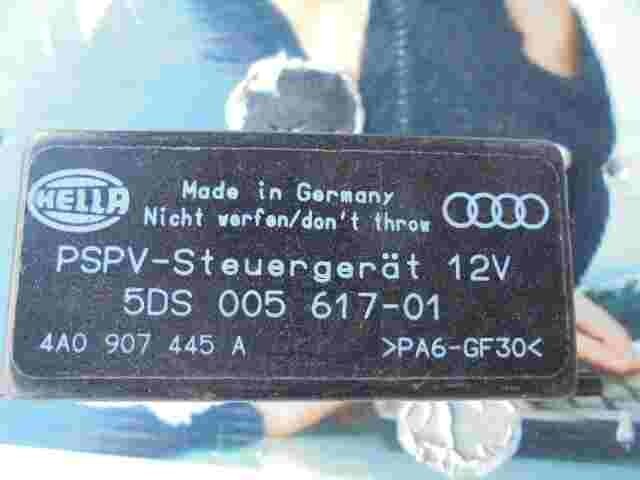 HELLA
Made in Germany
Nicht werfen/don't throw
PSPV-Steuergerät 12V
5DS 005 617-01
4A0 907 445 A >PA6-GF30<